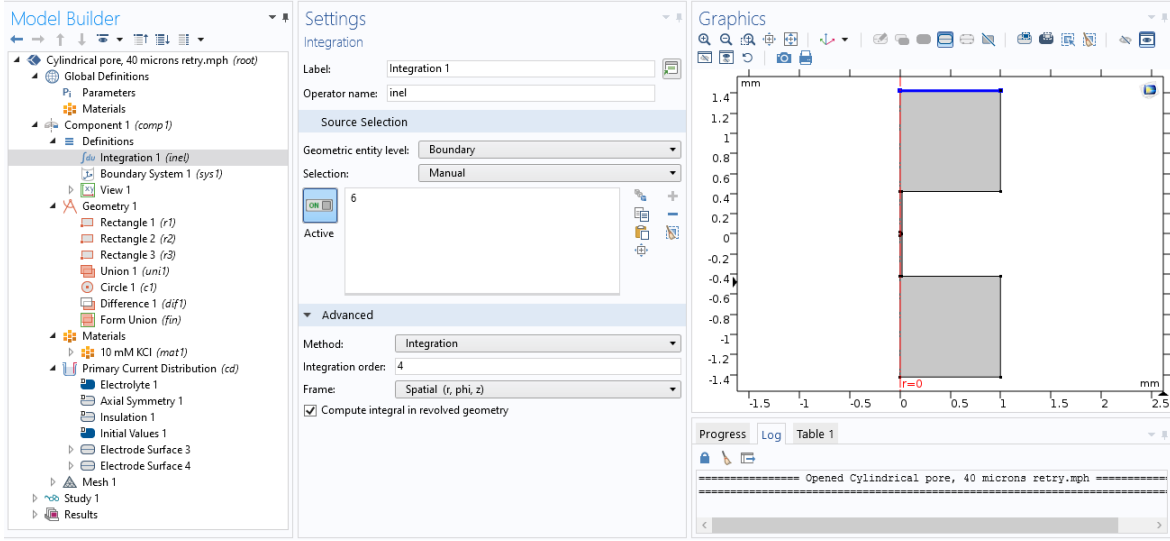 Model Builder
Cylindrical pore, 40 microns retry.mph (root)
Global Definitions
Pi Parameters
Materials
Component 1 (comp1)
Definitions
∫du Integration 1 (inel)
Boundary System 1 (sys1)
View 1
Geometry 1
Rectangle 1 (r1)
Rectangle 2 (r2)
Rectangle 3 (r3)
Union 1 (uni1)
Circle 1 (c1)
Difference 1 (dif1)
Form Union (fin)
Materials
10 mM KCl (mat1)
Primary Current Distribution (cd)
Electrolyte 1
Axial Symmetry 1
Insulation 1
Initial Values 1
Electrode Surface 3
Electrode Surface 4
Mesh 1
Study 1
Results
Settings
Integration
Label: Integration 1
Operator name: inel
Source Selection
Geometric entity level: Boundary
Selection: Manual
ON
Active
6
Advanced
Method: Integration
Integration order: 4
Frame: Spatial (r, phi, z)
Compute integral in revolved geometry
Graphics
mm
1.4
1.2
1
0.8
0.6
0.4
0.2
0
-0.2
-0.4
-0.6
-0.8
-1
-1.2
-1.4
r=0
mm
-1.5 -1 -0.5 0 0.5 1 1.5 2 2.5
Progress Log Table 1
================ Opened Cylindrical pore, 40 microns retry.mph ===========